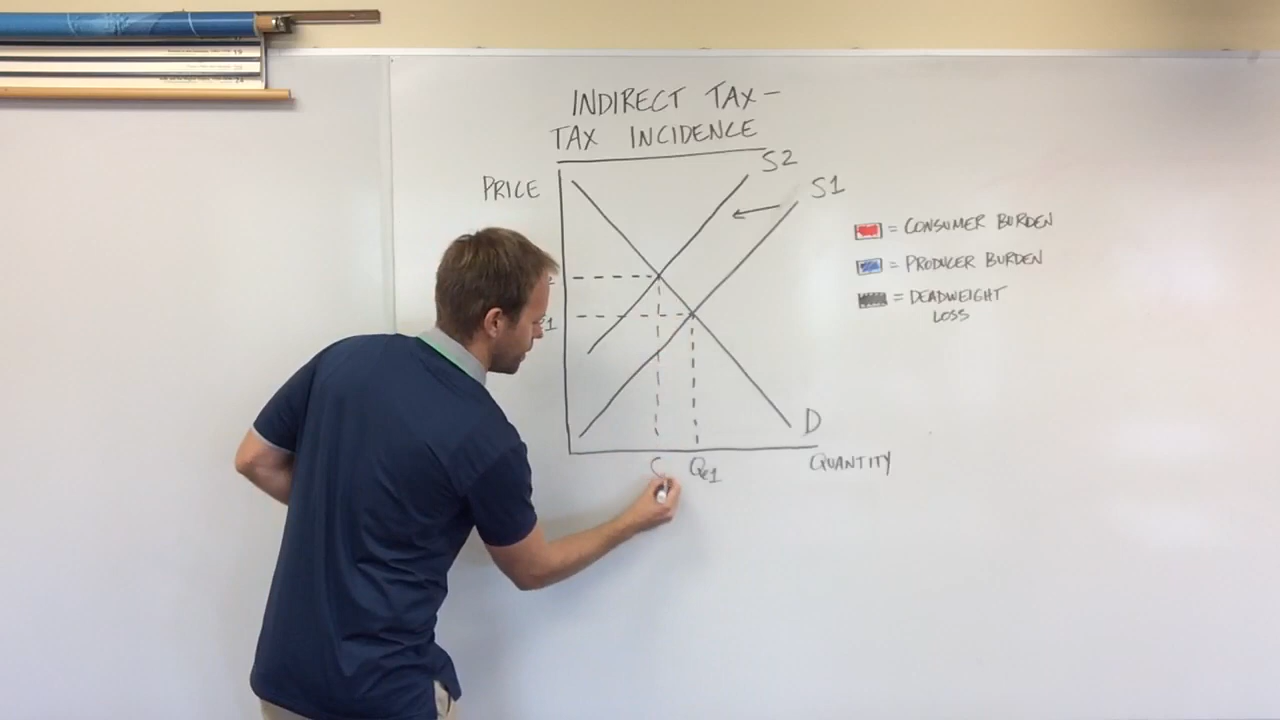 INDIRECT TAX -
TAX INCIDENCE
S2
S1
PRICE
= CONSUMER BURDEN
= PRODUCER BURDEN
= DEADWEIGHT
LOSS
D
Qe1
QUANTITY